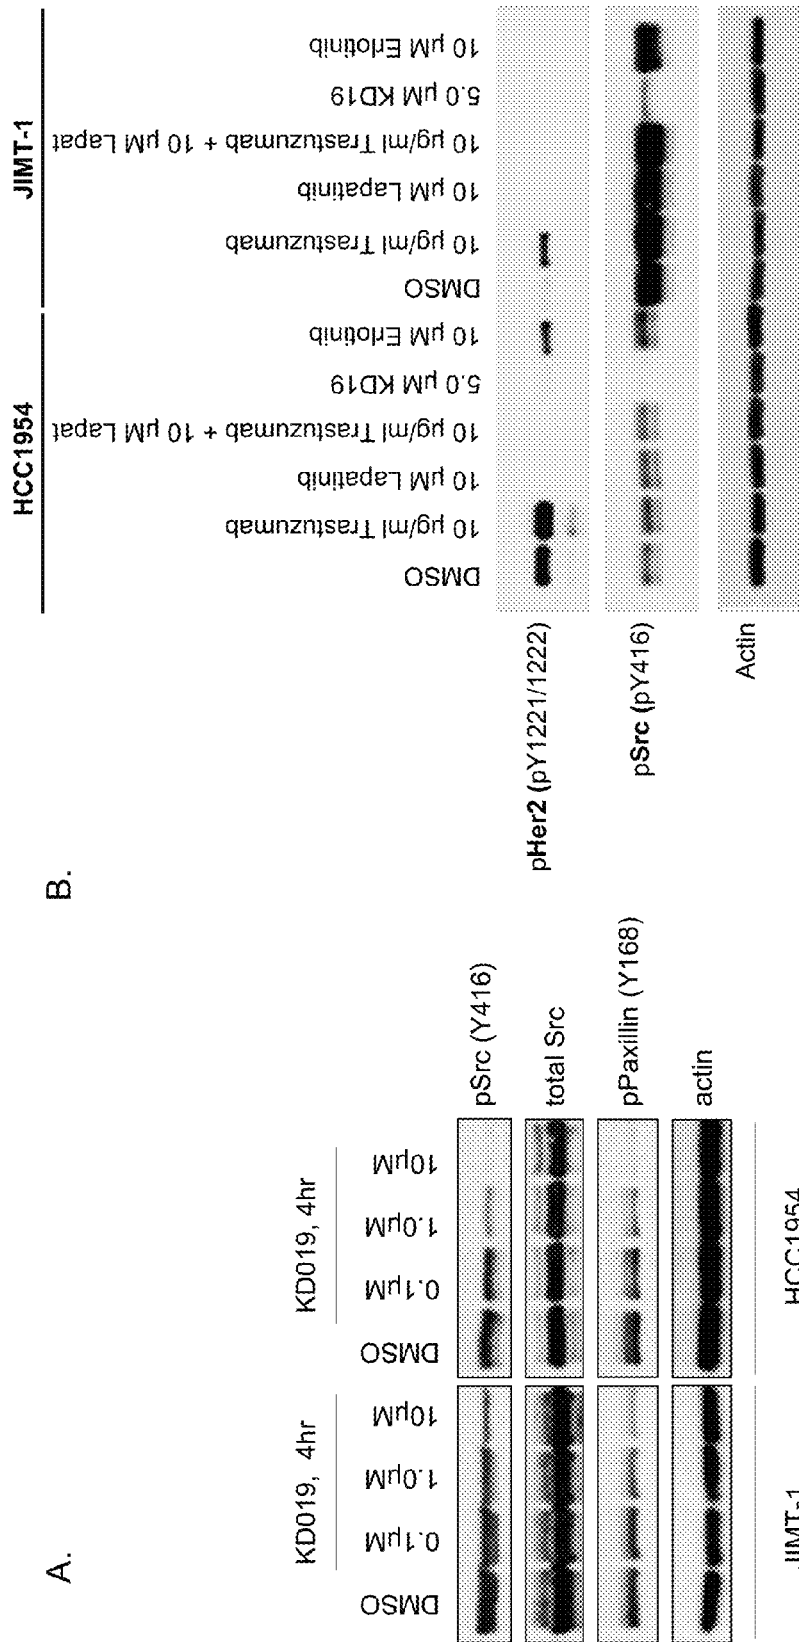 A.
KD019, 4hr
KD019, 4hr
DMSO
0.1µM
1.0µM
10µM
DMSO
0.1µM
1.0µM
10µM
pSrc (Y416)
total Src
pPaxillin (Y168)
actin
JIMT-1
HCC1954
B.
HCC1954
JIMT-1
DMSO
10 µg/ml Trastuzumab
10 µM Lapatinib
10 µg/ml Trastuzumab + 10 µM Lapat
5.0 µM KD19
10 µM Erlotinib
DMSO
10 µg/ml Trastuzumab
10 µM Lapatinib
10 µg/ml Trastuzumab + 10 µM Lapat
5.0 µM KD19
10 µM Erlotinib
pHer2 (pY1221/1222)
pSrc (pY416)
Actin